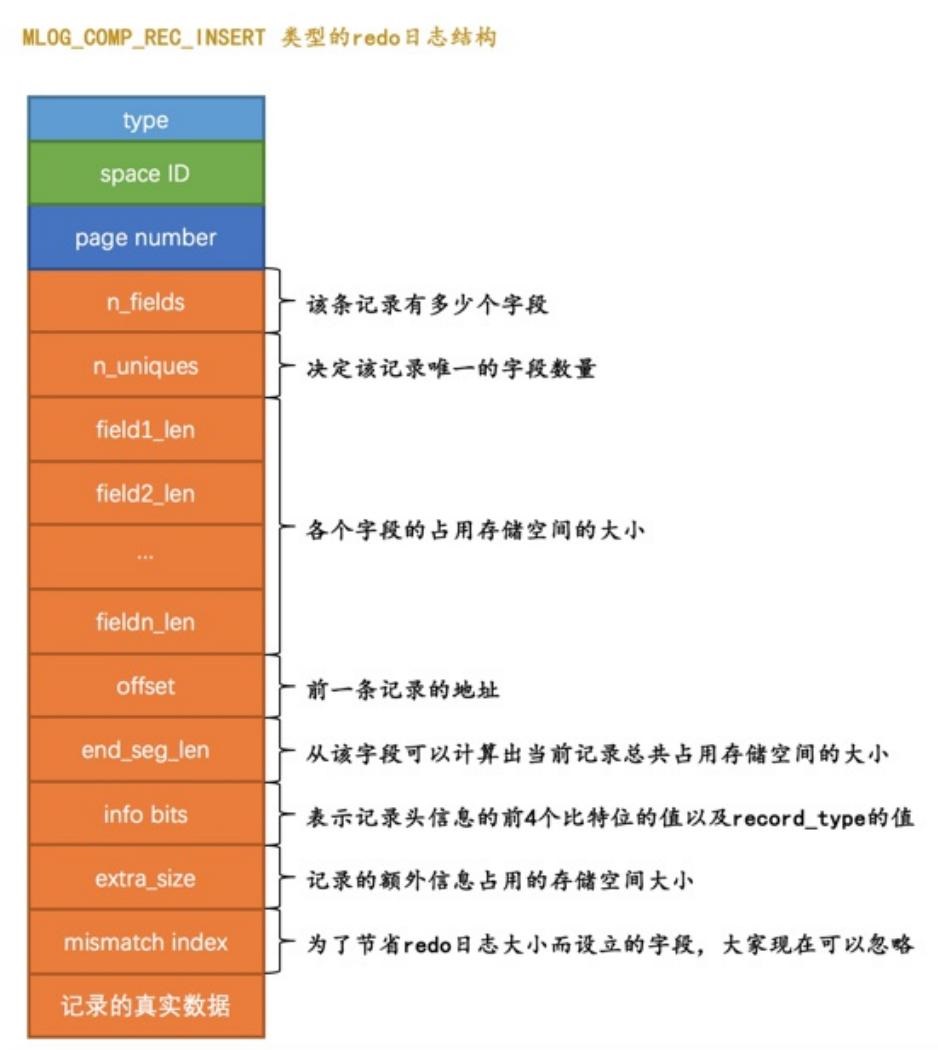 MLOG_COMP_REC_INSERT 类型的redo日志结构
type
space ID
page number
n_fields
该条记录有多少个字段
n_uniques
决定该记录唯一的字段数量
field1_len
field2_len
...
fieldn_len
各个字段的占用存储空间的大小
offset
前一条记录的地址
end_seg_len
从该字段可以计算出当前记录总共占用存储空间的大小
info bits
表示记录头信息的前4个比特位的值以及record_type的值
extra_size
记录的额外信息占用的存储空间大小
mismatch index
为了节省redo日志大小而设立的字段，大家现在可以忽略
记录的真实数据